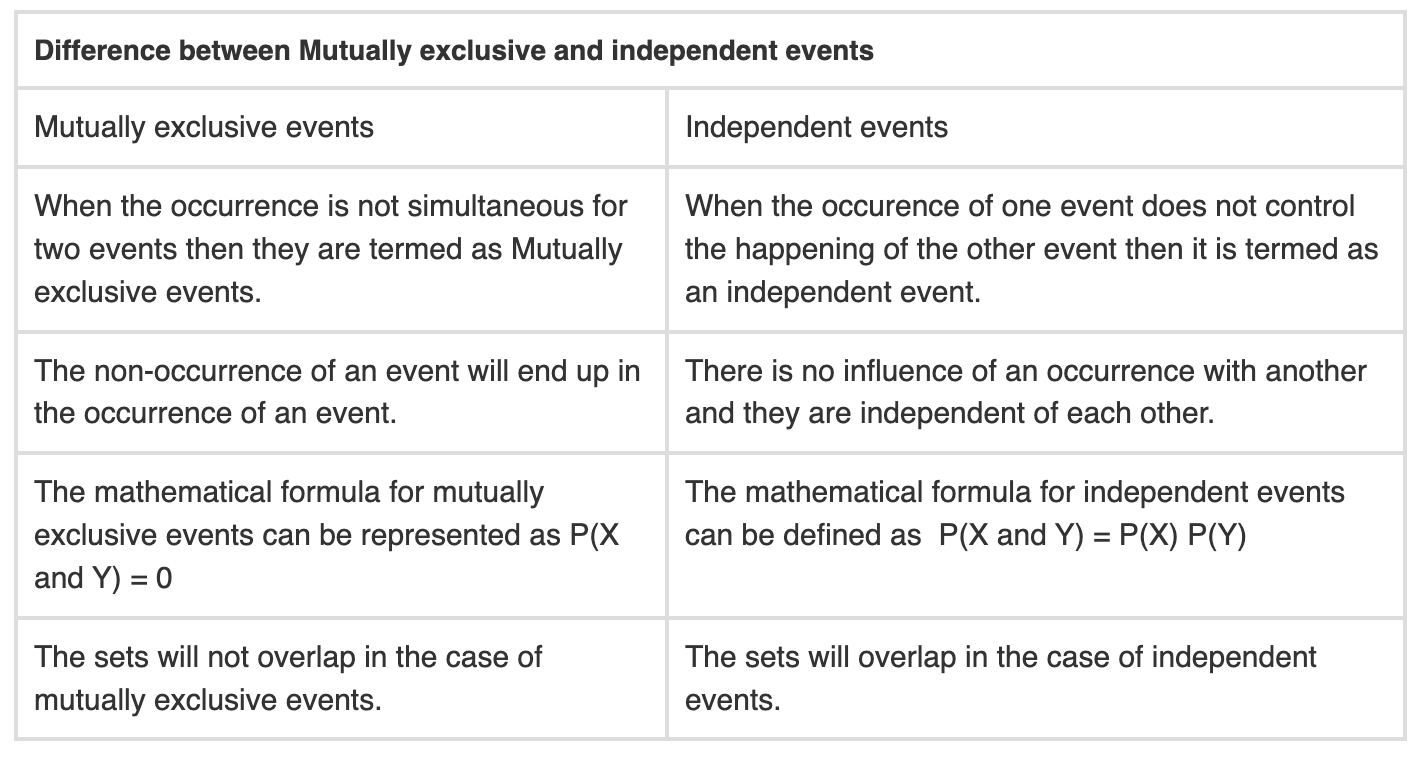 Difference between Mutually exclusive and independent events
Mutually exclusive events
Independent events
When the occurrence is not simultaneous for
two events then they are termed as Mutually
exclusive events.
When the occurence of one event does not control
the happening of the other event then it is termed as
an independent event.
The non-occurrence of an event will end up in
the occurrence of an event.
There is no influence of an occurrence with another
and they are independent of each other.
The mathematical formula for mutually
exclusive events can be represented as P(X
and Y) = 0
The mathematical formula for independent events
can be defined as  P(X and Y) = P(X) P(Y)
The sets will not overlap in the case of
mutually exclusive events.
The sets will overlap in the case of independent
events.